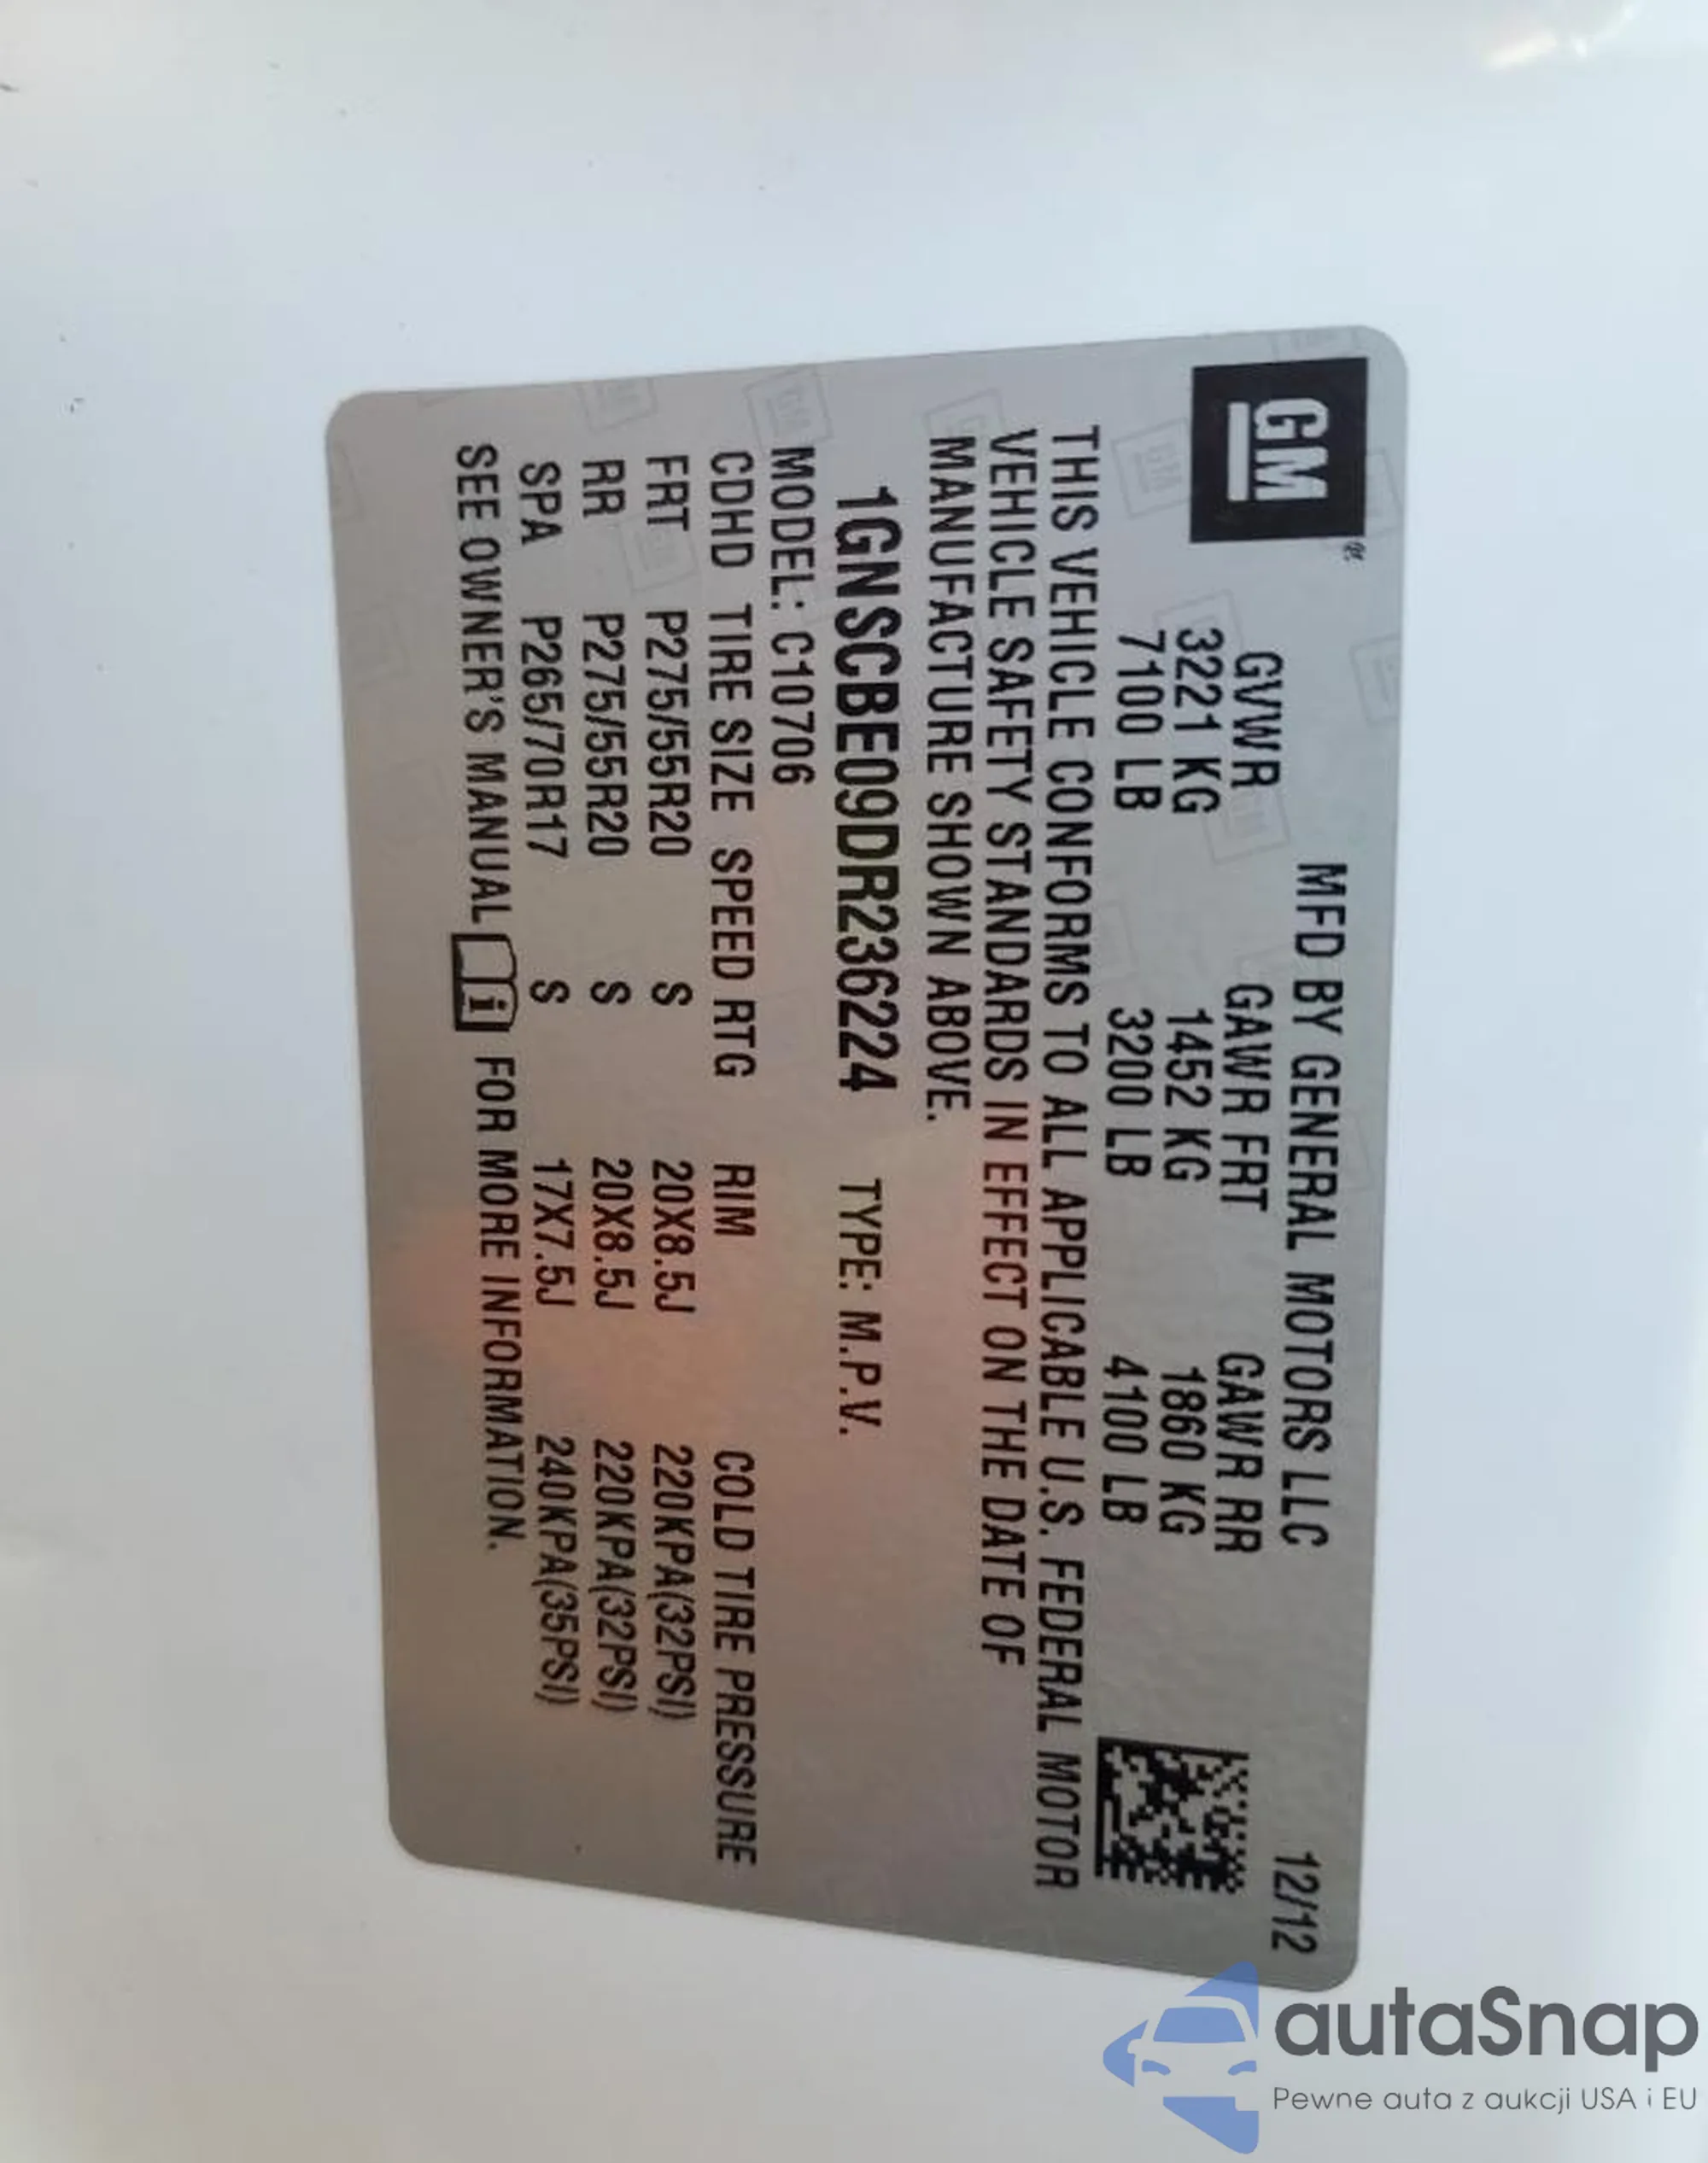 GM
MFD BY GENERAL MOTORS LLC 12/12
GVWR GAWR FRT GAWR RR
3221 KG 1452 KG 1860 KG
7100 LB 3200 LB 4100 LB
THIS VEHICLE CONFORMS TO ALL APPLICABLE U.S. FEDERAL MOTOR
VEHICLE SAFETY STANDARDS IN EFFECT ON THE DATE OF
MANUFACTURE SHOWN ABOVE.
1GNSCBE09DR236224 TYPE: M.P.V.
MODEL: C10706
CDHD TIRE SIZE SPEED RTG RIM COLD TIRE PRESSURE
FRT P275/55R20 S 20X8.5J 220KPA(32PSI)
RR P275/55R20 S 20X8.5J 220KPA(32PSI)
SPA P265/70R17 S 17X7.5J 240KPA(35PSI)
SEE OWNER'S MANUAL i FOR MORE INFORMATION.
autaSnap
Pewne auta z aukcji USA i EU